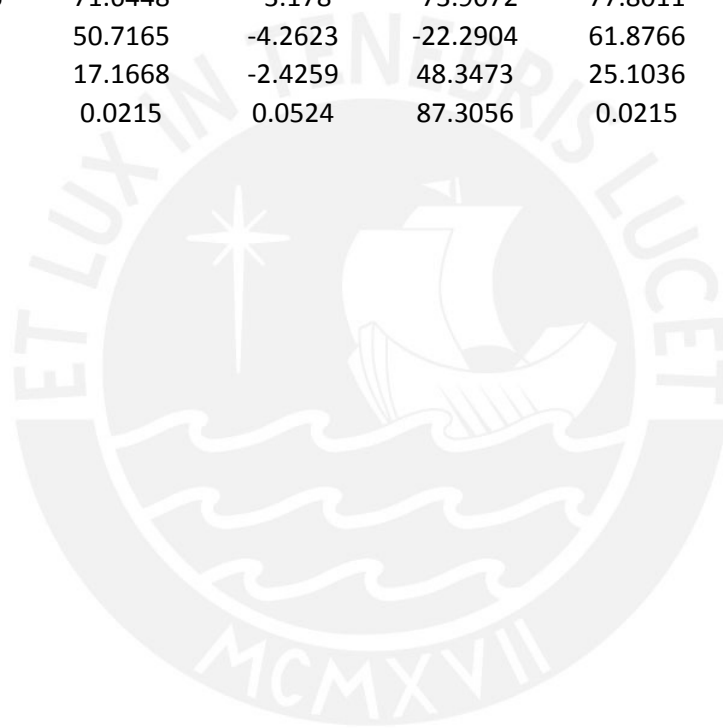 50.7165 -4.2623 -22.2904 61.8766
17.1668 -2.4259 48.3473 25.1036
0.0215 0.0524 87.3056 0.0215
ET LUX IN TENEBRIS LUCET
MCMXVII